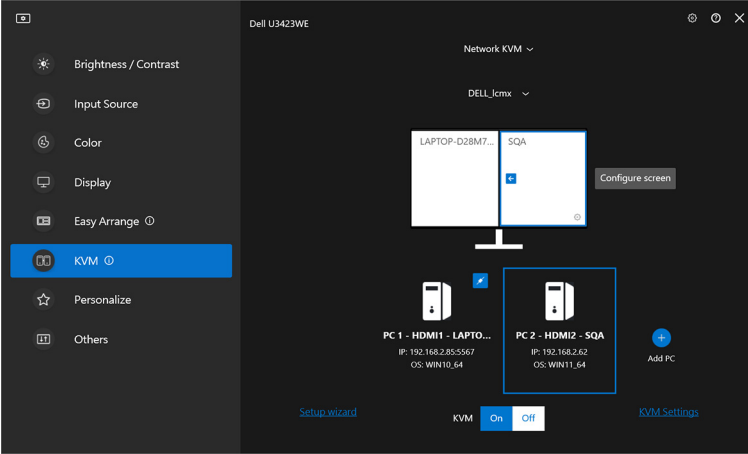 Dell U3423WE
Network KVM
DELL_lcmx
Brightness / Contrast
Input Source
Color
Display
Easy Arrange
KVM
Personalize
Others
LAPTOP-D28M7...
SQA
Configure screen
PC 1 - HDMI1 - LAPTO...
IP: 192.168.2.85:5567
OS: WIN10_64
PC 2 - HDMI2 - SQA
IP: 192.168.2.62
OS: WIN11_64
Add PC
Setup wizard
KVM On Off
KVM Settings